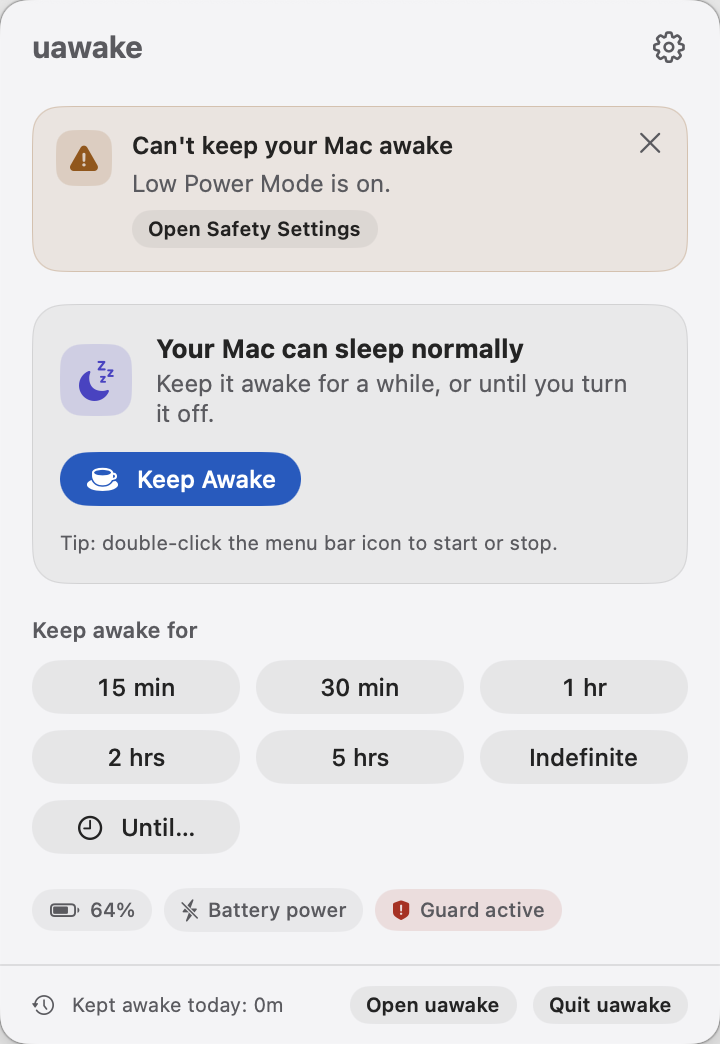 uawake
Can't keep your Mac awake
Low Power Mode is on.
Open Safety Settings
Your Mac can sleep normally
Keep it awake for a while, or until you turn
it off.
Keep Awake
Tip: double-click the menu bar icon to start or stop.
Keep awake for
15 min
30 min
1 hr
2 hrs
5 hrs
Indefinite
Until...
64%
Battery power
Guard active
Kept awake today: 0m
Open uawake
Quit uawake